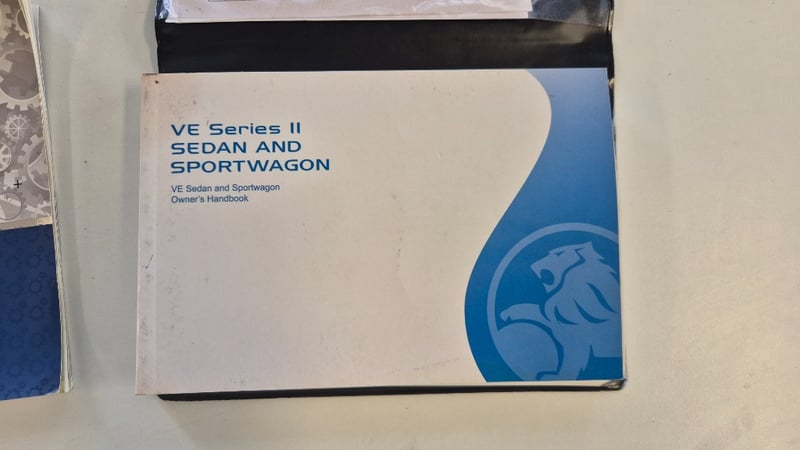 VE Series II
SEDAN AND
SPORTWAGON
VE Sedan and Sportwagon
Owner's Handbook